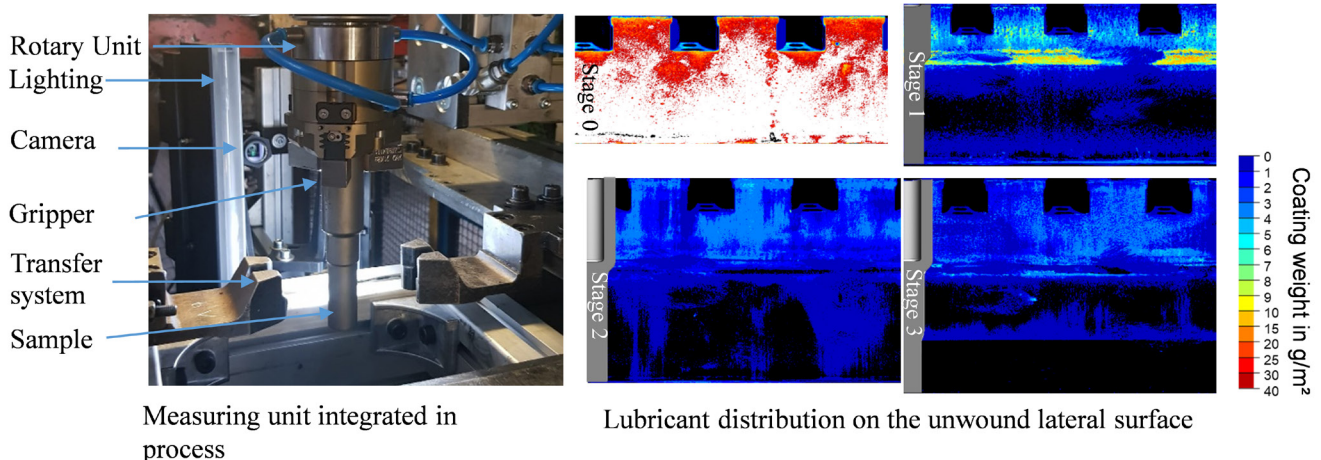 Rotary Unit
Lighting
Camera
Gripper
Transfer
system
Sample
Measuring unit integrated in
process
Stage 0
Stage 1
Stage 2
Stage 3
Lubricant distribution on the unwound lateral surface
0
1
2
3
4
5
6
7
8
9
10
15
20
25
30
40
Coating weight in g/m²